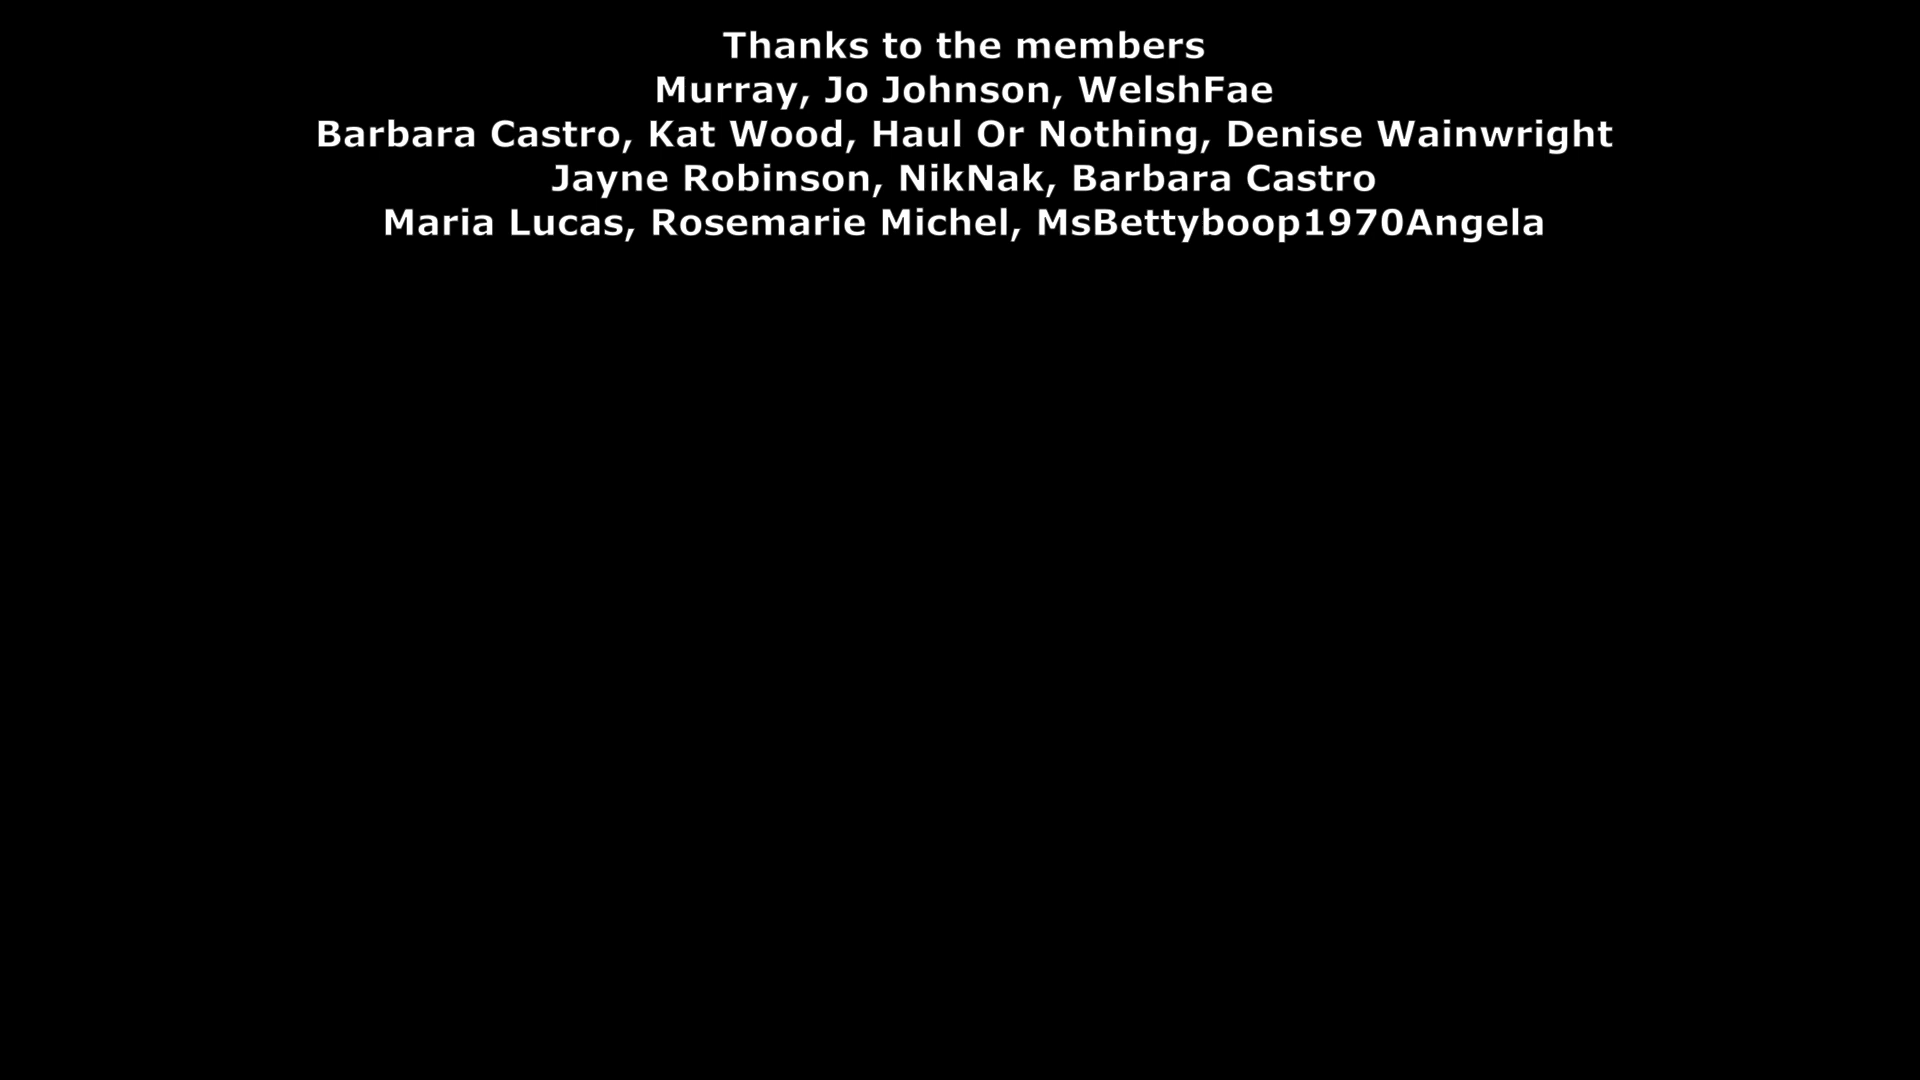 Thanks to the members
Murray, Jo Johnson, WelshFae
Barbara Castro, Kat Wood, Haul Or Nothing, Denise Wainwright
Jayne Robinson, NikNak, Barbara Castro
Maria Lucas, Rosemarie Michel, MsBettyboop1970Angela